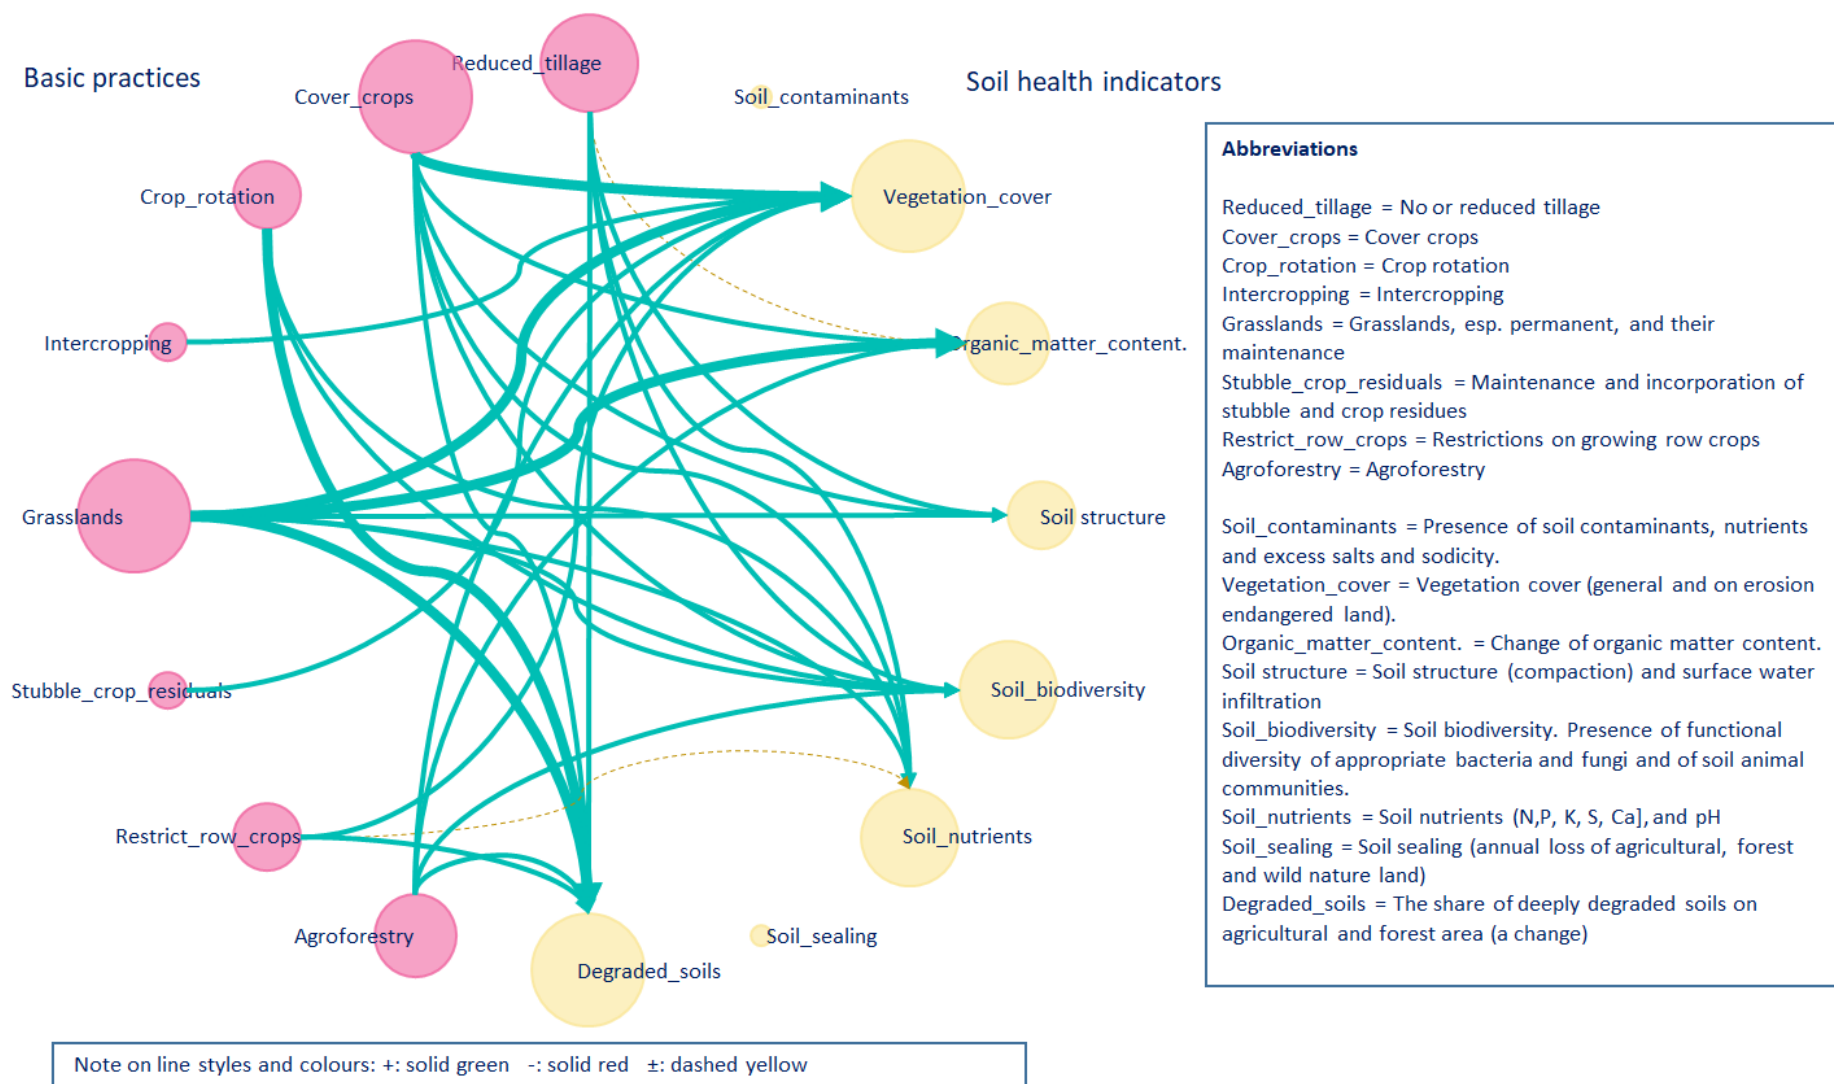 Basic practices
Soil health indicators
Reduced_tillage
Cover_crops
Soil_contaminants
Crop_rotation
Vegetation_cover
Intercropping
Organic_matter_content.
Grasslands
Soil structure
Stubble_crop_residuals
Soil_biodiversity
Restrict_row_crops
Soil_nutrients
Agroforestry
Soil_sealing
Degraded_soils
Abbreviations
Reduced_tillage = No or reduced tillage
Cover_crops = Cover crops
Crop_rotation = Crop rotation
Intercropping = Intercropping
Grasslands = Grasslands, esp. permanent, and their
maintenance
Stubble_crop_residuals = Maintenance and incorporation of
stubble and crop residues
Restrict_row_crops = Restrictions on growing row crops
Agroforestry = Agroforestry
Soil_contaminants = Presence of soil contaminants, nutrients
and excess salts and sodicity.
Vegetation_cover = Vegetation cover (general and on erosion
endangered land).
Organic_matter_content. = Change of organic matter content.
Soil structure = Soil structure (compaction) and surface water
infiltration
Soil_biodiversity = Soil biodiversity. Presence of functional
diversity of appropriate bacteria and fungi and of soil animal
communities.
Soil_nutrients = Soil nutrients (N,P, K, S, Ca], and pH
Soil_sealing = Soil sealing (annual loss of agricultural, forest
and wild nature land)
Degraded_soils = The share of deeply degraded soils on
agricultural and forest area (a change)
Note on line styles and colours: +: solid green -: solid red ±: dashed yellow